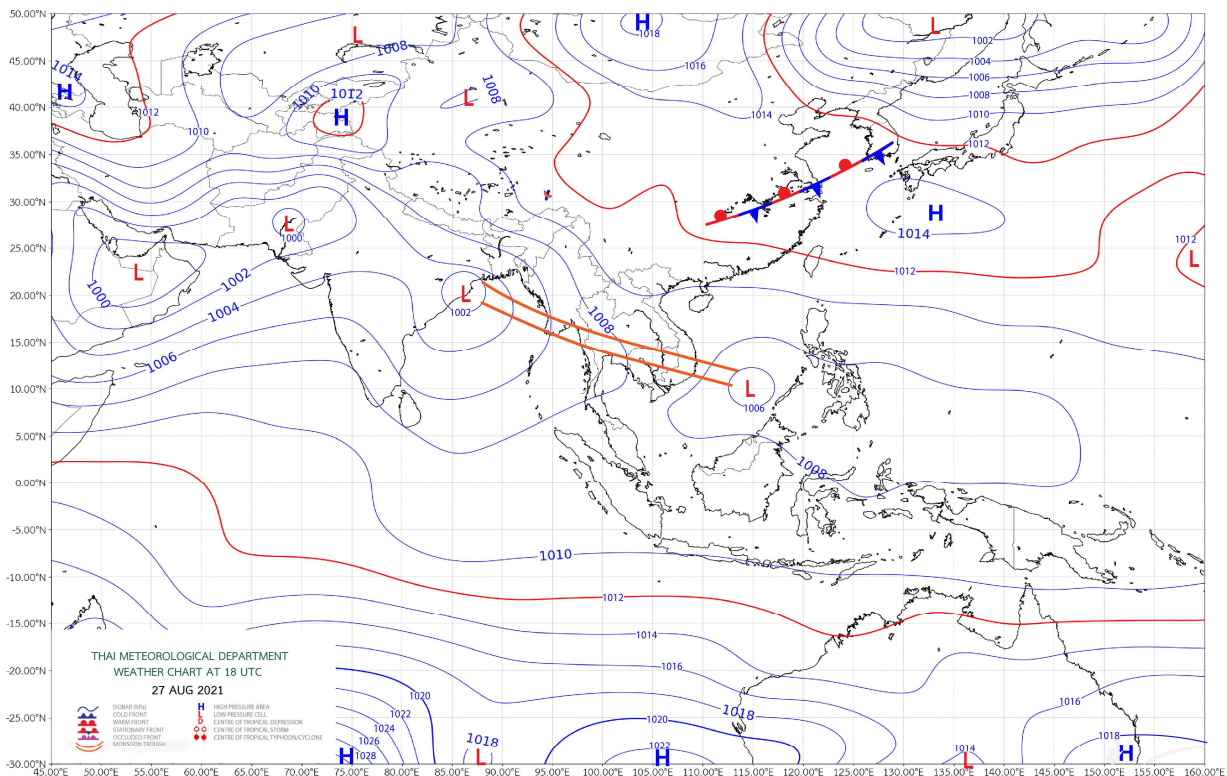 50.00°N
45.00°N
40.00°N
35.00°N
30.00°N
25.00°N
20.00°N
15.00°N
10.00°N
5.00°N
0.00°N
-5.00°N
-10.00°N
-15.00°N
-20.00°N
-25.00°N
-30.00°N
L
1008
H
1018
1016
L
1002
1004
1006
1008
1010
1012
1014
H
1012
1010
1016
1012
H
L
1008
1014
L
1000
H
1014
1012
1012
L
L
1000
1002
1004
1006
L
1002
1008
L
1006
1008
1010
1012
1014
1016
THAI METEOROLOGICAL DEPARTMENT
WEATHER CHART AT 18 UTC
27 AUG 2021
ISOBAR (hPa)
COLD FRONT
WARM FRONT
STATIONARY FRONT
OCCLUDED FRONT
MONSOON TROUGH
H HIGH PRESSURE AREA
L LOW PRESSURE CELL
CENTRE OF TROPICAL DEPRESSION
CENTRE OF TROPICAL STORM
CENTRE OF TROPICAL TYPHOON/CYCLONE
1020
1022
1024
1026
1028
H
1018
L
1020
1022
H
1018
1016
1014
L
1018
H
45.00°E
50.00°E
55.00°E
60.00°E
65.00°E
70.00°E
75.00°E
80.00°E
85.00°E
90.00°E
95.00°E
100.00°E
105.00°E
110.00°E
115.00°E
120.00°E
125.00°E
130.00°E
135.00°E
140.00°E
145.00°E
150.00°E
155.00°E
160.00°E